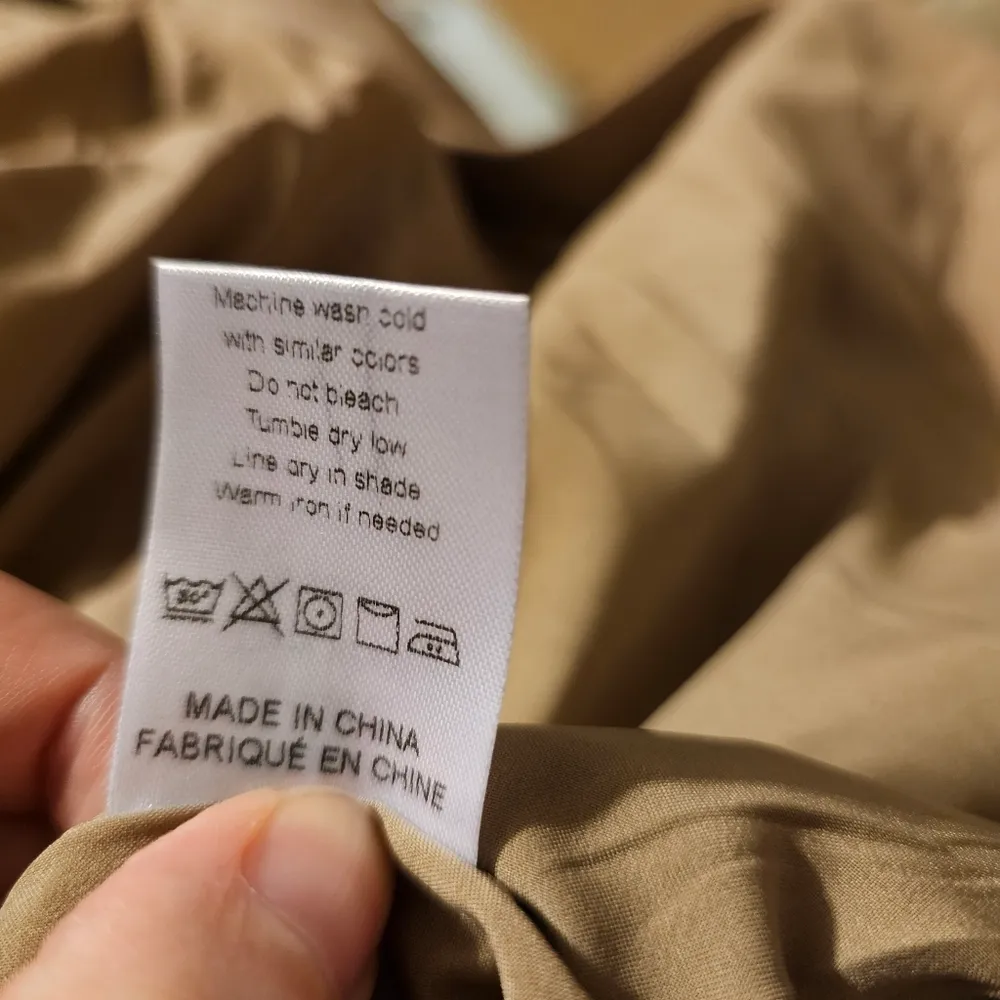 Machine wash cold
with similar colors
Do not bleach
Tumble dry low
Line dry in shade
Warm iron if needed
30°
MADE IN CHINA
FABRIQUÉ EN CHINE